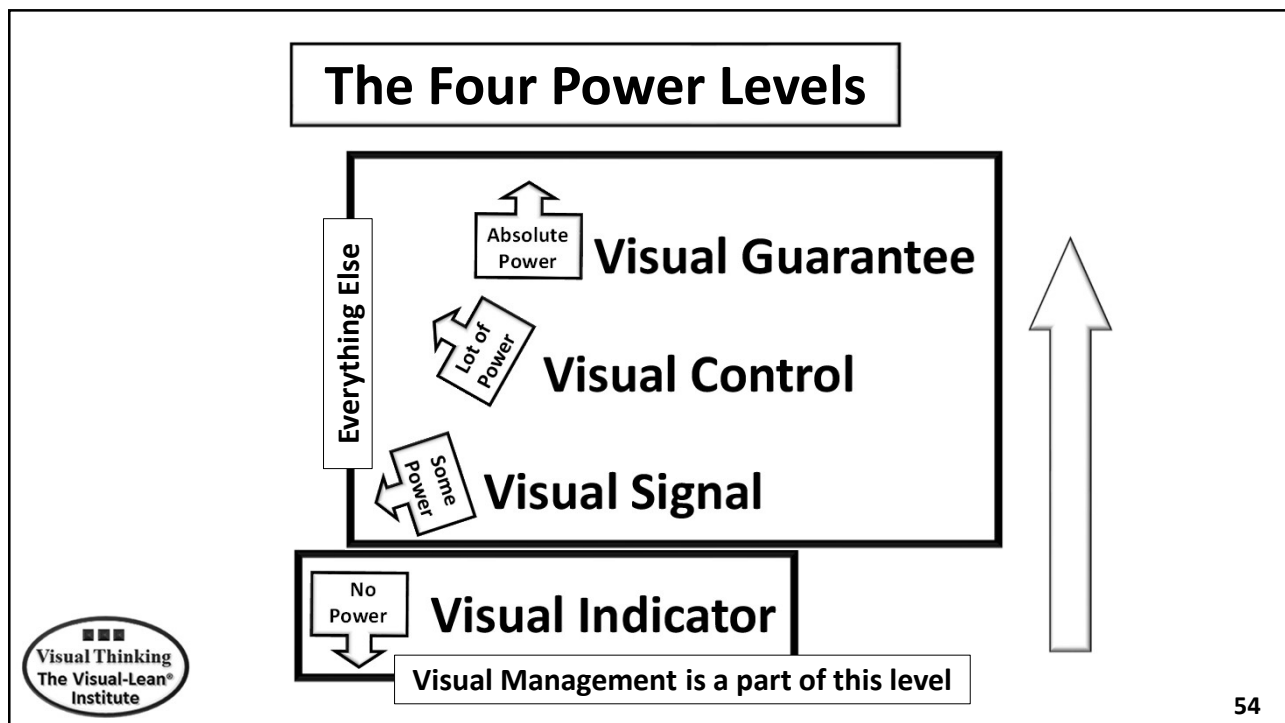 The Four Power Levels
Everything Else
Absolute
Power
Visual Guarantee
Lot of
Power
Visual Control
Some
Power
Visual Signal
No
Power
Visual Indicator
Visual Management is a part of this level
Visual Thinking
The Visual-Lean®
Institute
54